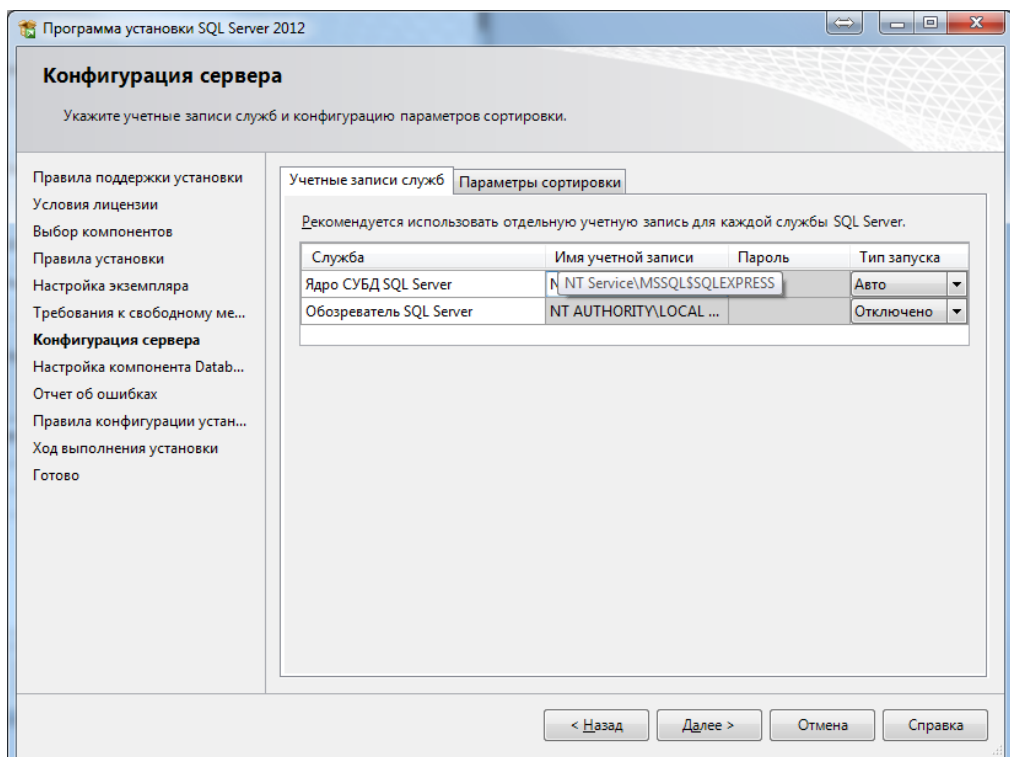 Программа установки SQL Server 2012
Конфигурация сервера
Укажите учетные записи служб и конфигурацию параметров сортировки.
Правила поддержки установки
Условия лицензии
Выбор компонентов
Правила установки
Настройка экземпляра
Требования к свободному ме...
Конфигурация сервера
Настройка компонента Datab...
Отчет об ошибках
Правила конфигурации устан...
Ход выполнения установки
Готово
Учетные записи служб Параметры сортировки
Рекомендуется использовать отдельную учетную запись для каждой службы SQL Server.
Служба Имя учетной записи Пароль Тип запуска
Ядро СУБД SQL Server NT Service\MSSQL$SQLEXPRESS Авто
Обозреватель SQL Server NT AUTHORITY\LOCAL ... Отключено
< Назад Далее > Отмена Справка